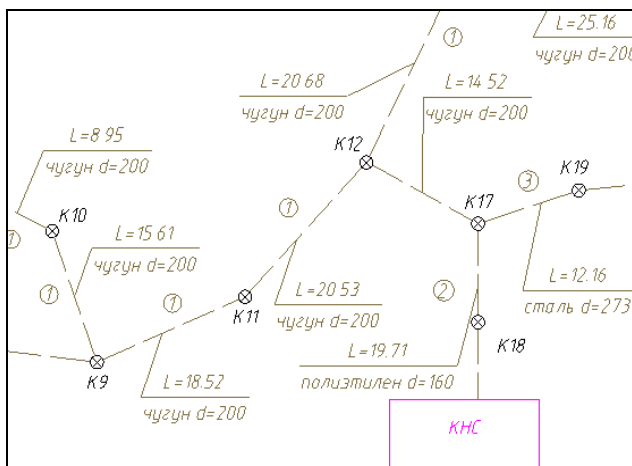 L=25.16
чугун d=200
1
L=20 68
чугун d=200
L=14 52
чугун d=200
L=8 95
чугун d=200
К12
К19
3
К10
1
К17
1
L=15 61
чугун d=200
1
1
К11
L=20 53
чугун d=200
2
L=12.16
сталь d=273
К18
L=19.71
полиэтилен d=160
К9
L=18.52
чугун d=200
КНС